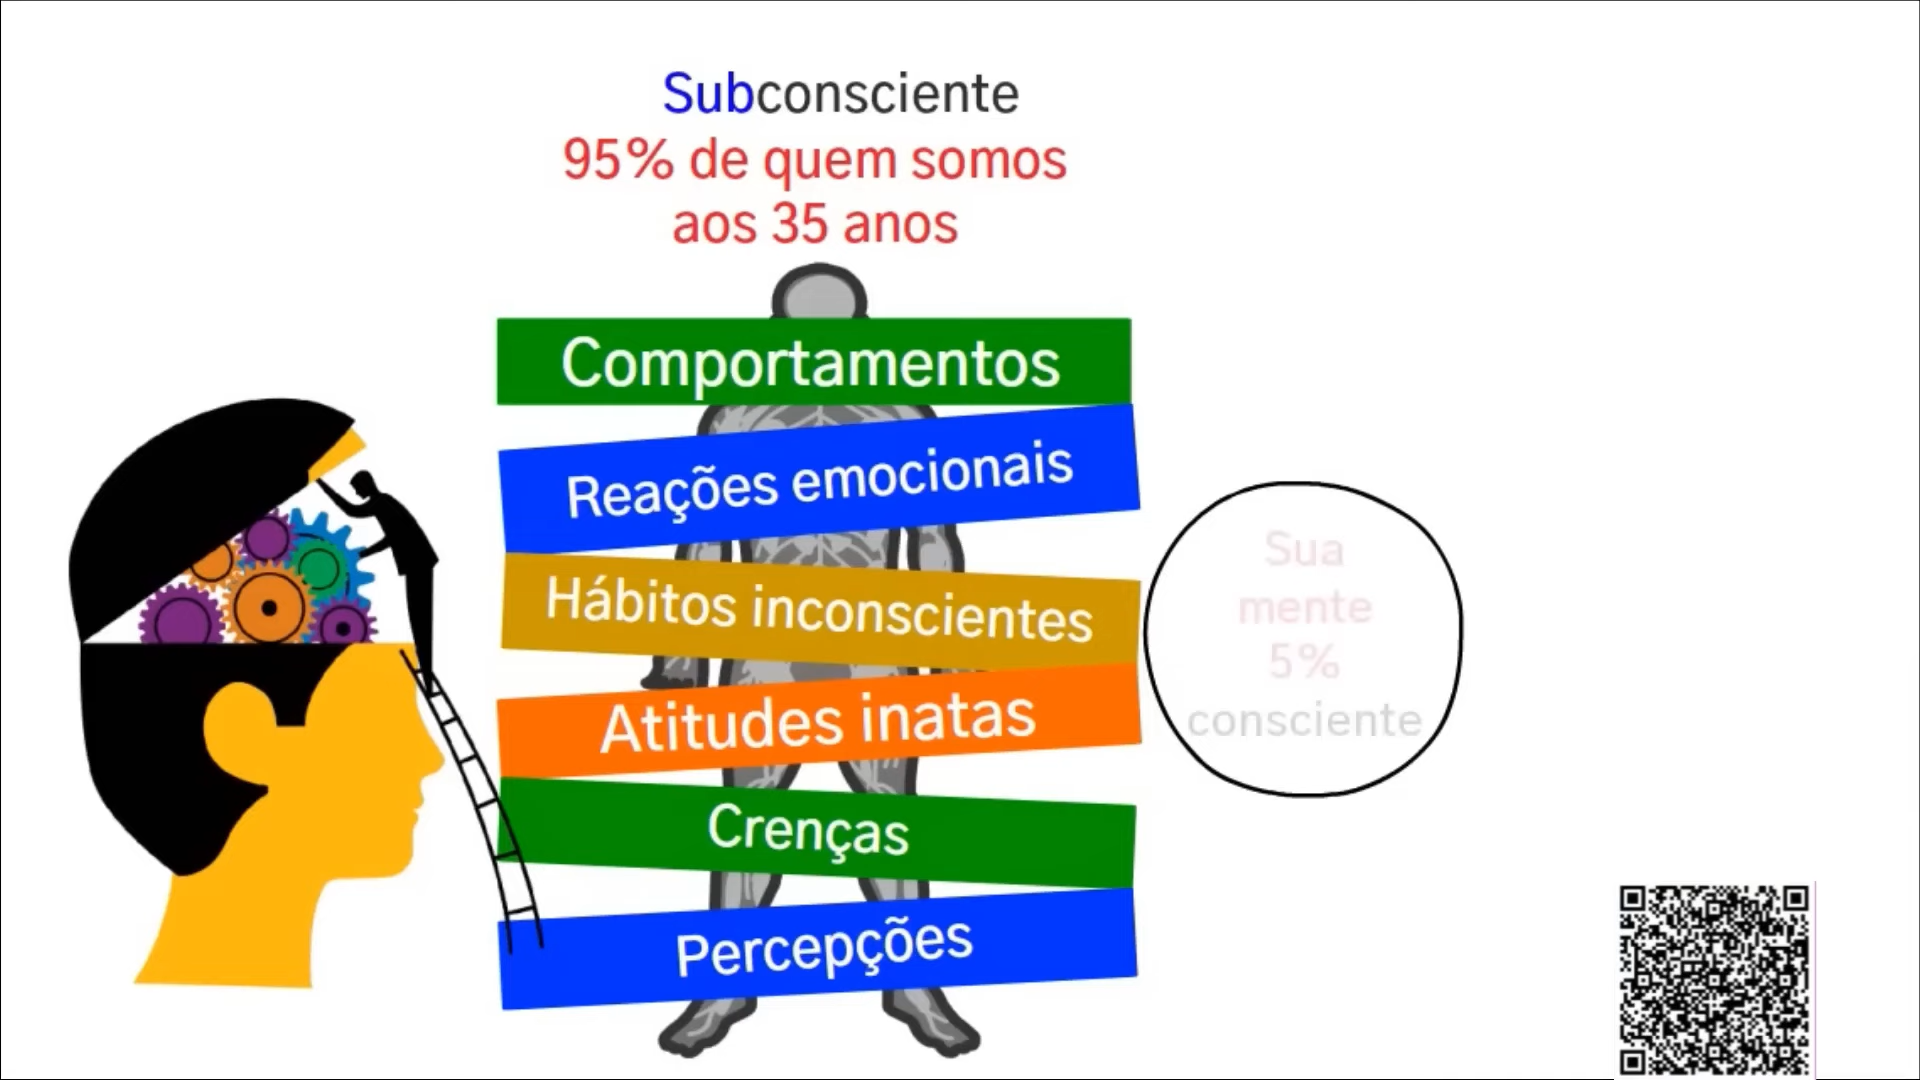 Subconsciente
95% de quem somos
aos 35 anos
Comportamentos
Reações emocionais
Hábitos inconscientes
Atitudes inatas
Crenças
Percepções
Sua
mente
5%
consciente